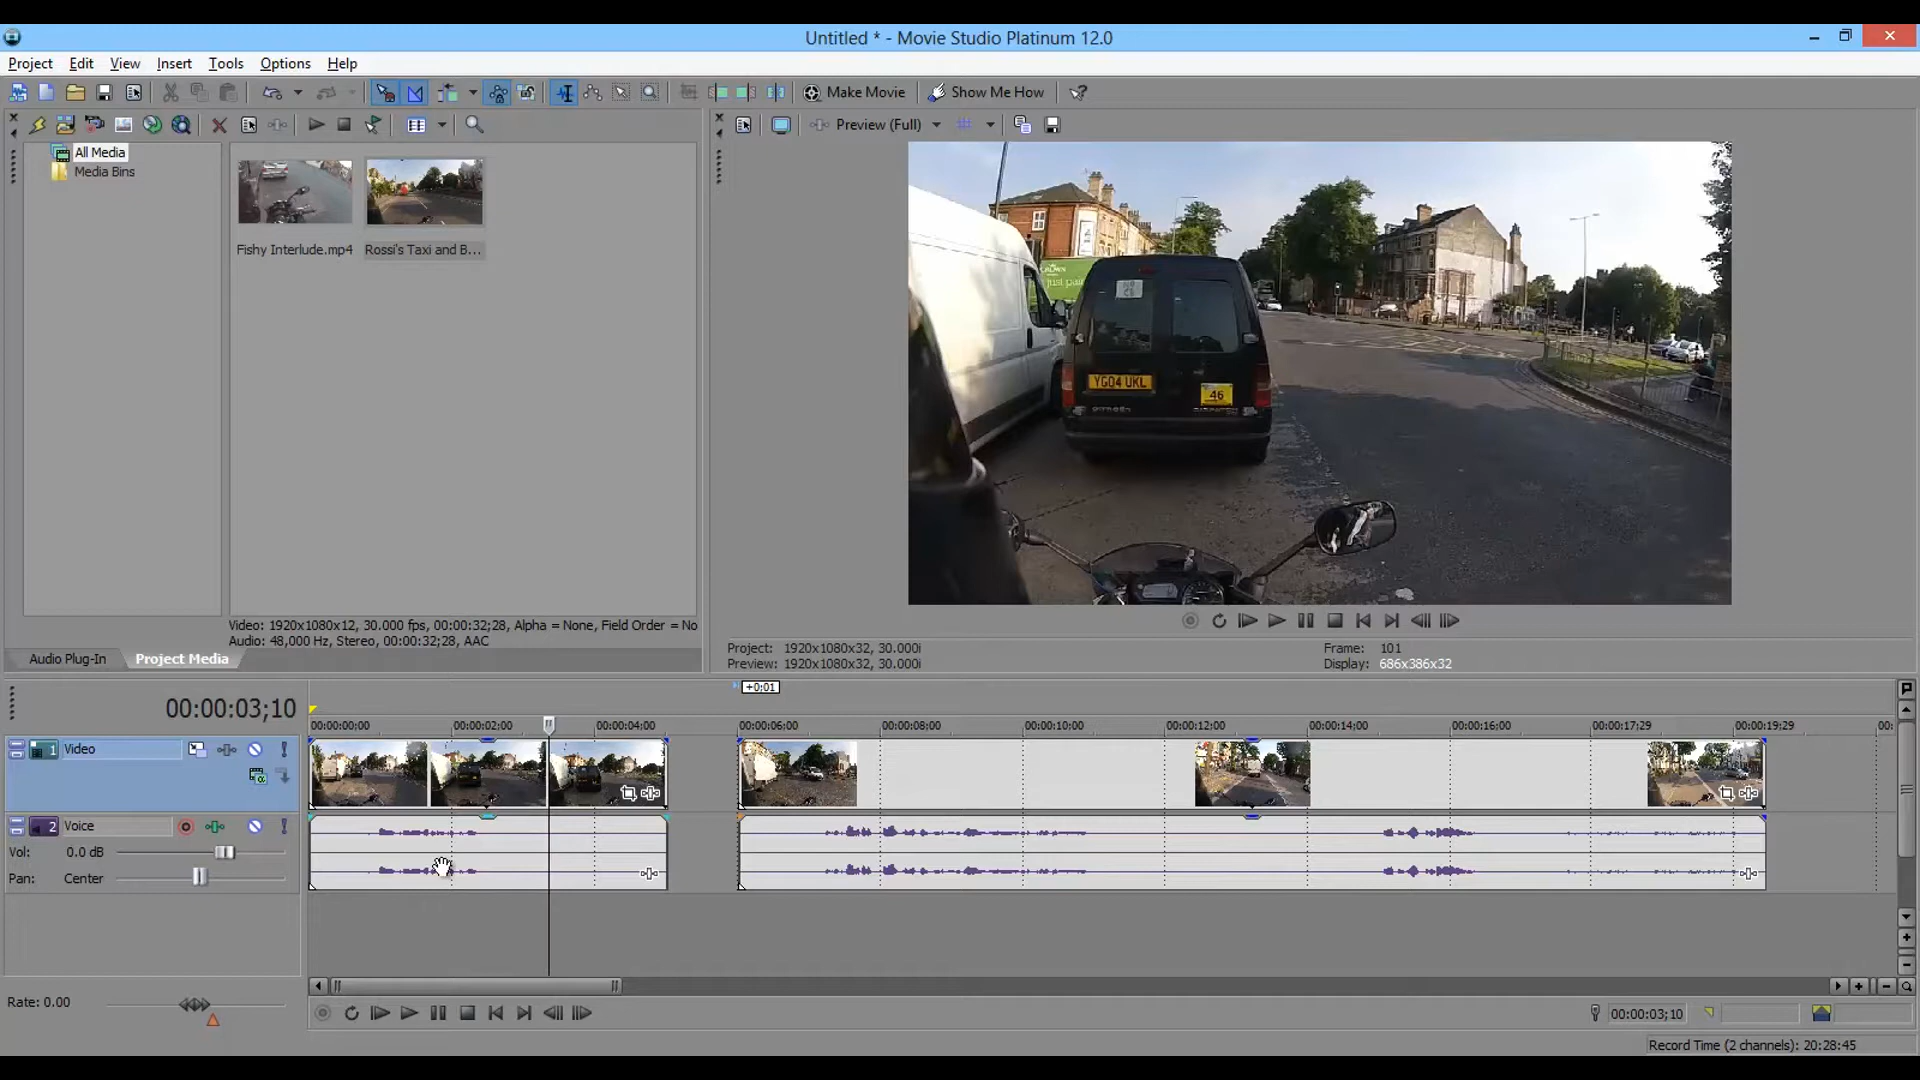 Untitled * - Movie Studio Platinum 12.0
Project Edit View Insert Tools Options Help
Make Movie
Show Me How
Preview (Full)
All Media
Media Bins
Fishy Interlude.mp4
Rossi's Taxi and B...
CROWN
just pai
YG04 UKL
46
Video: 1920x1080x12, 30.000 fps, 00:00:32;28, Alpha = None, Field Order = No
Audio: 48,000 Hz, Stereo, 00:00:32;28, AAC
Audio Plug-In
Project Media
Project: 1920x1080x32, 30.000i
Preview: 1920x1080x32, 30.000i
Frame: 101
Display: 686x386x32
00:00:03;10
+0;01
00:00:00;00 00:00:02;00 00:00:04;00 00:00:06;00 00:00:08;00 00:00:10;00 00:00:12;00 00:00:14;00 00:00:16;00 00:00:17;29 00:00:19;29 00:
1 Video
2 Voice
Vol: 0.0 dB
Pan: Center
Rate: 0.00
00:00:03;10
Record Time (2 channels): 20:28:45